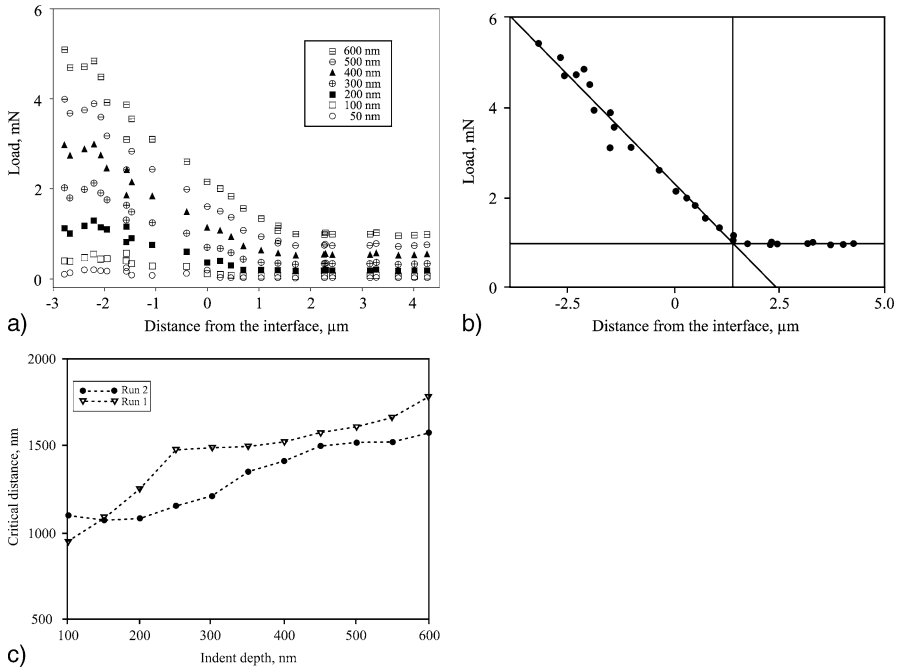 6
4
2
0
Load, mN
600 nm
500 nm
400 nm
300 nm
200 nm
100 nm
50 nm
-3 -2 -1 0 1 2 3 4
a) Distance from the interface, µm
6
4
2
0
Load, mN
-2.5 0 2.5 5.0
b) Distance from the interface, µm
2000
1500
1000
500
Critical distance, nm
Run 2
Run 1
100 200 300 400 500 600
Indent depth, nm
c)